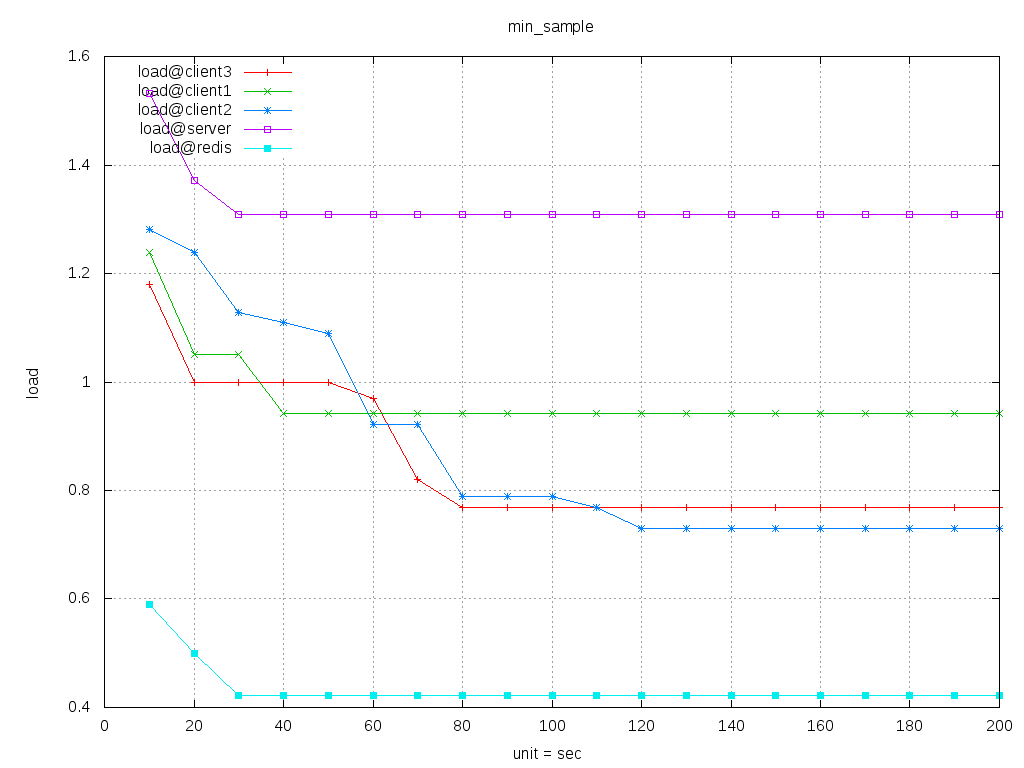 min_sample
1.6
1.4
1.2
1
0.8
0.6
0.4
load
load@client3
load@client1
load@client2
load@server
load@redis
0 20 40 60 80 100 120 140 160 180 200
unit = sec